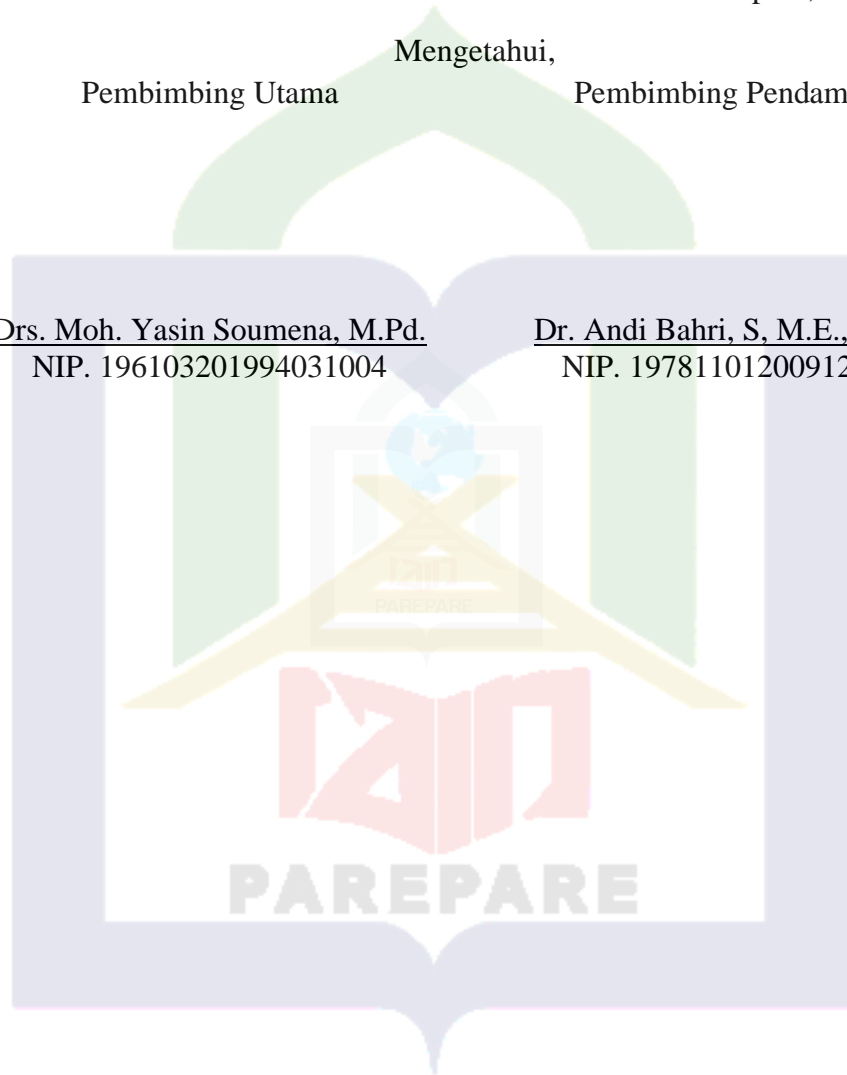 Mengetahui,
Pembimbing Utama Pembimbing Pendam
Drs. Moh. Yasin Soumena, M.Pd. Dr. Andi Bahri, S, M.E.,
NIP. 196103201994031004 NIP. 19781101200912
PAREPARE
PAREPARE